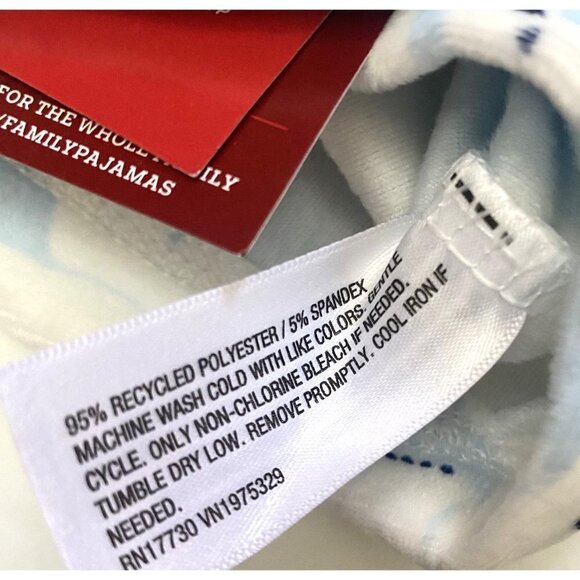 FOR THE WHOLE FAMILY
/FAMILYPAJAMAS
95% RECYCLED POLYESTER / 5% SPANDEX
MACHINE WASH COLD WITH LIKE COLORS. GENTLE
CYCLE. ONLY NON-CHLORINE BLEACH IF NEEDED.
TUMBLE DRY LOW. REMOVE PROMPTLY. COOL IRON IF
NEEDED.
RN17730 VN1975329